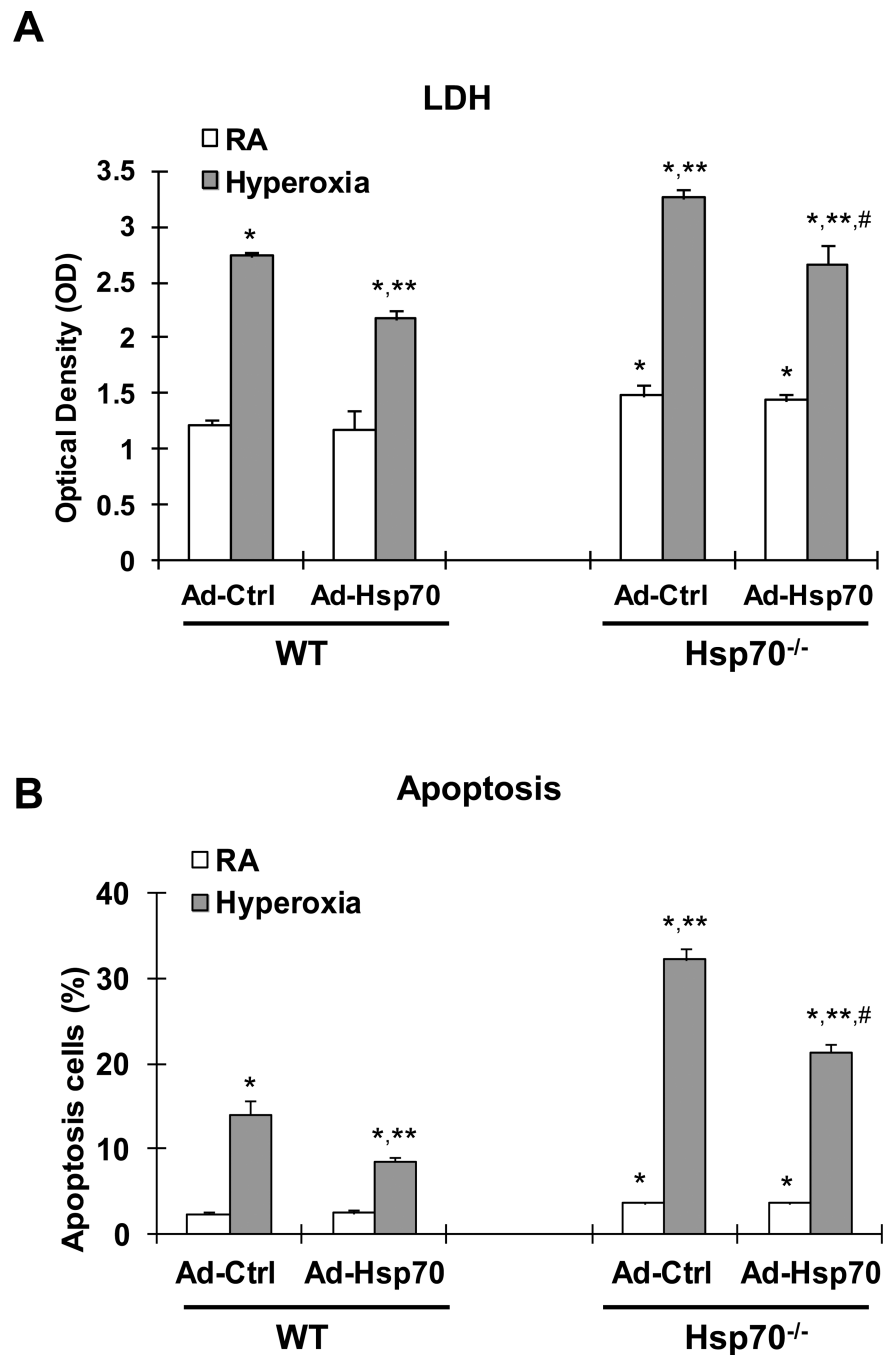 A
LDH
RA
Hyperoxia
3.5
3
2.5
2
1.5
1
0.5
0
Optical Density (OD)
*
*,**
*
*,**
*
*,**,#
Ad-Ctrl
Ad-Hsp70
Ad-Ctrl
Ad-Hsp70
WT
Hsp70-/-
B
Apoptosis
RA
Hyperoxia
40
30
20
10
0
Apoptosis cells (%)
*
*,**
*
*,**
*
*,**,#
Ad-Ctrl
Ad-Hsp70
Ad-Ctrl
Ad-Hsp70
WT
Hsp70-/-